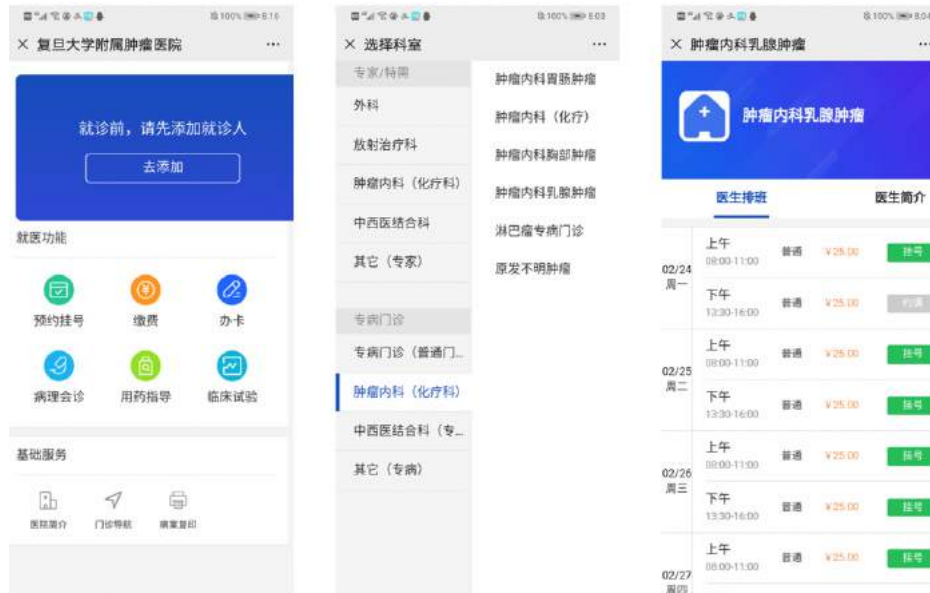 100% 8:16
× 复旦大学附属肿瘤医院 ...
就诊前，请先添加就诊人
去添加
就医功能
预约挂号
缴费
办卡
病理会诊
用药指导
临床试验
基础服务
医院简介
门诊导航
病案复印
100% 8:03
× 选择科室 ...
专家/特需
外科
放射治疗科
肿瘤内科（化疗科）
中西医结合科
其它（专家）
专病门诊
专病门诊（普通门...
肿瘤内科（化疗科）
中西医结合科（专...
其它（专病）
肿瘤内科胃肠肿瘤
肿瘤内科（化疗）
肿瘤内科胸部肿瘤
肿瘤内科乳腺肿瘤
淋巴瘤专病门诊
原发不明肿瘤
100% 8:04
× 肿瘤内科乳腺肿瘤 ...
肿瘤内科乳腺肿瘤
医生排班
医生简介
02/24
周一
上午
08:00-11:00
普通 ¥25.00 挂号
下午
13:30-16:00
普通 ¥25.00
02/25
周二
上午
08:00-11:00
普通 ¥25.00 挂号
下午
13:30-16:00
普通 ¥25.00 挂号
02/26
周三
上午
08:00-11:00
普通 ¥25.00 挂号
下午
13:30-16:00
普通 ¥25.00 挂号
02/27
周四
上午
08:00-11:00
普通 ¥25.00 挂号